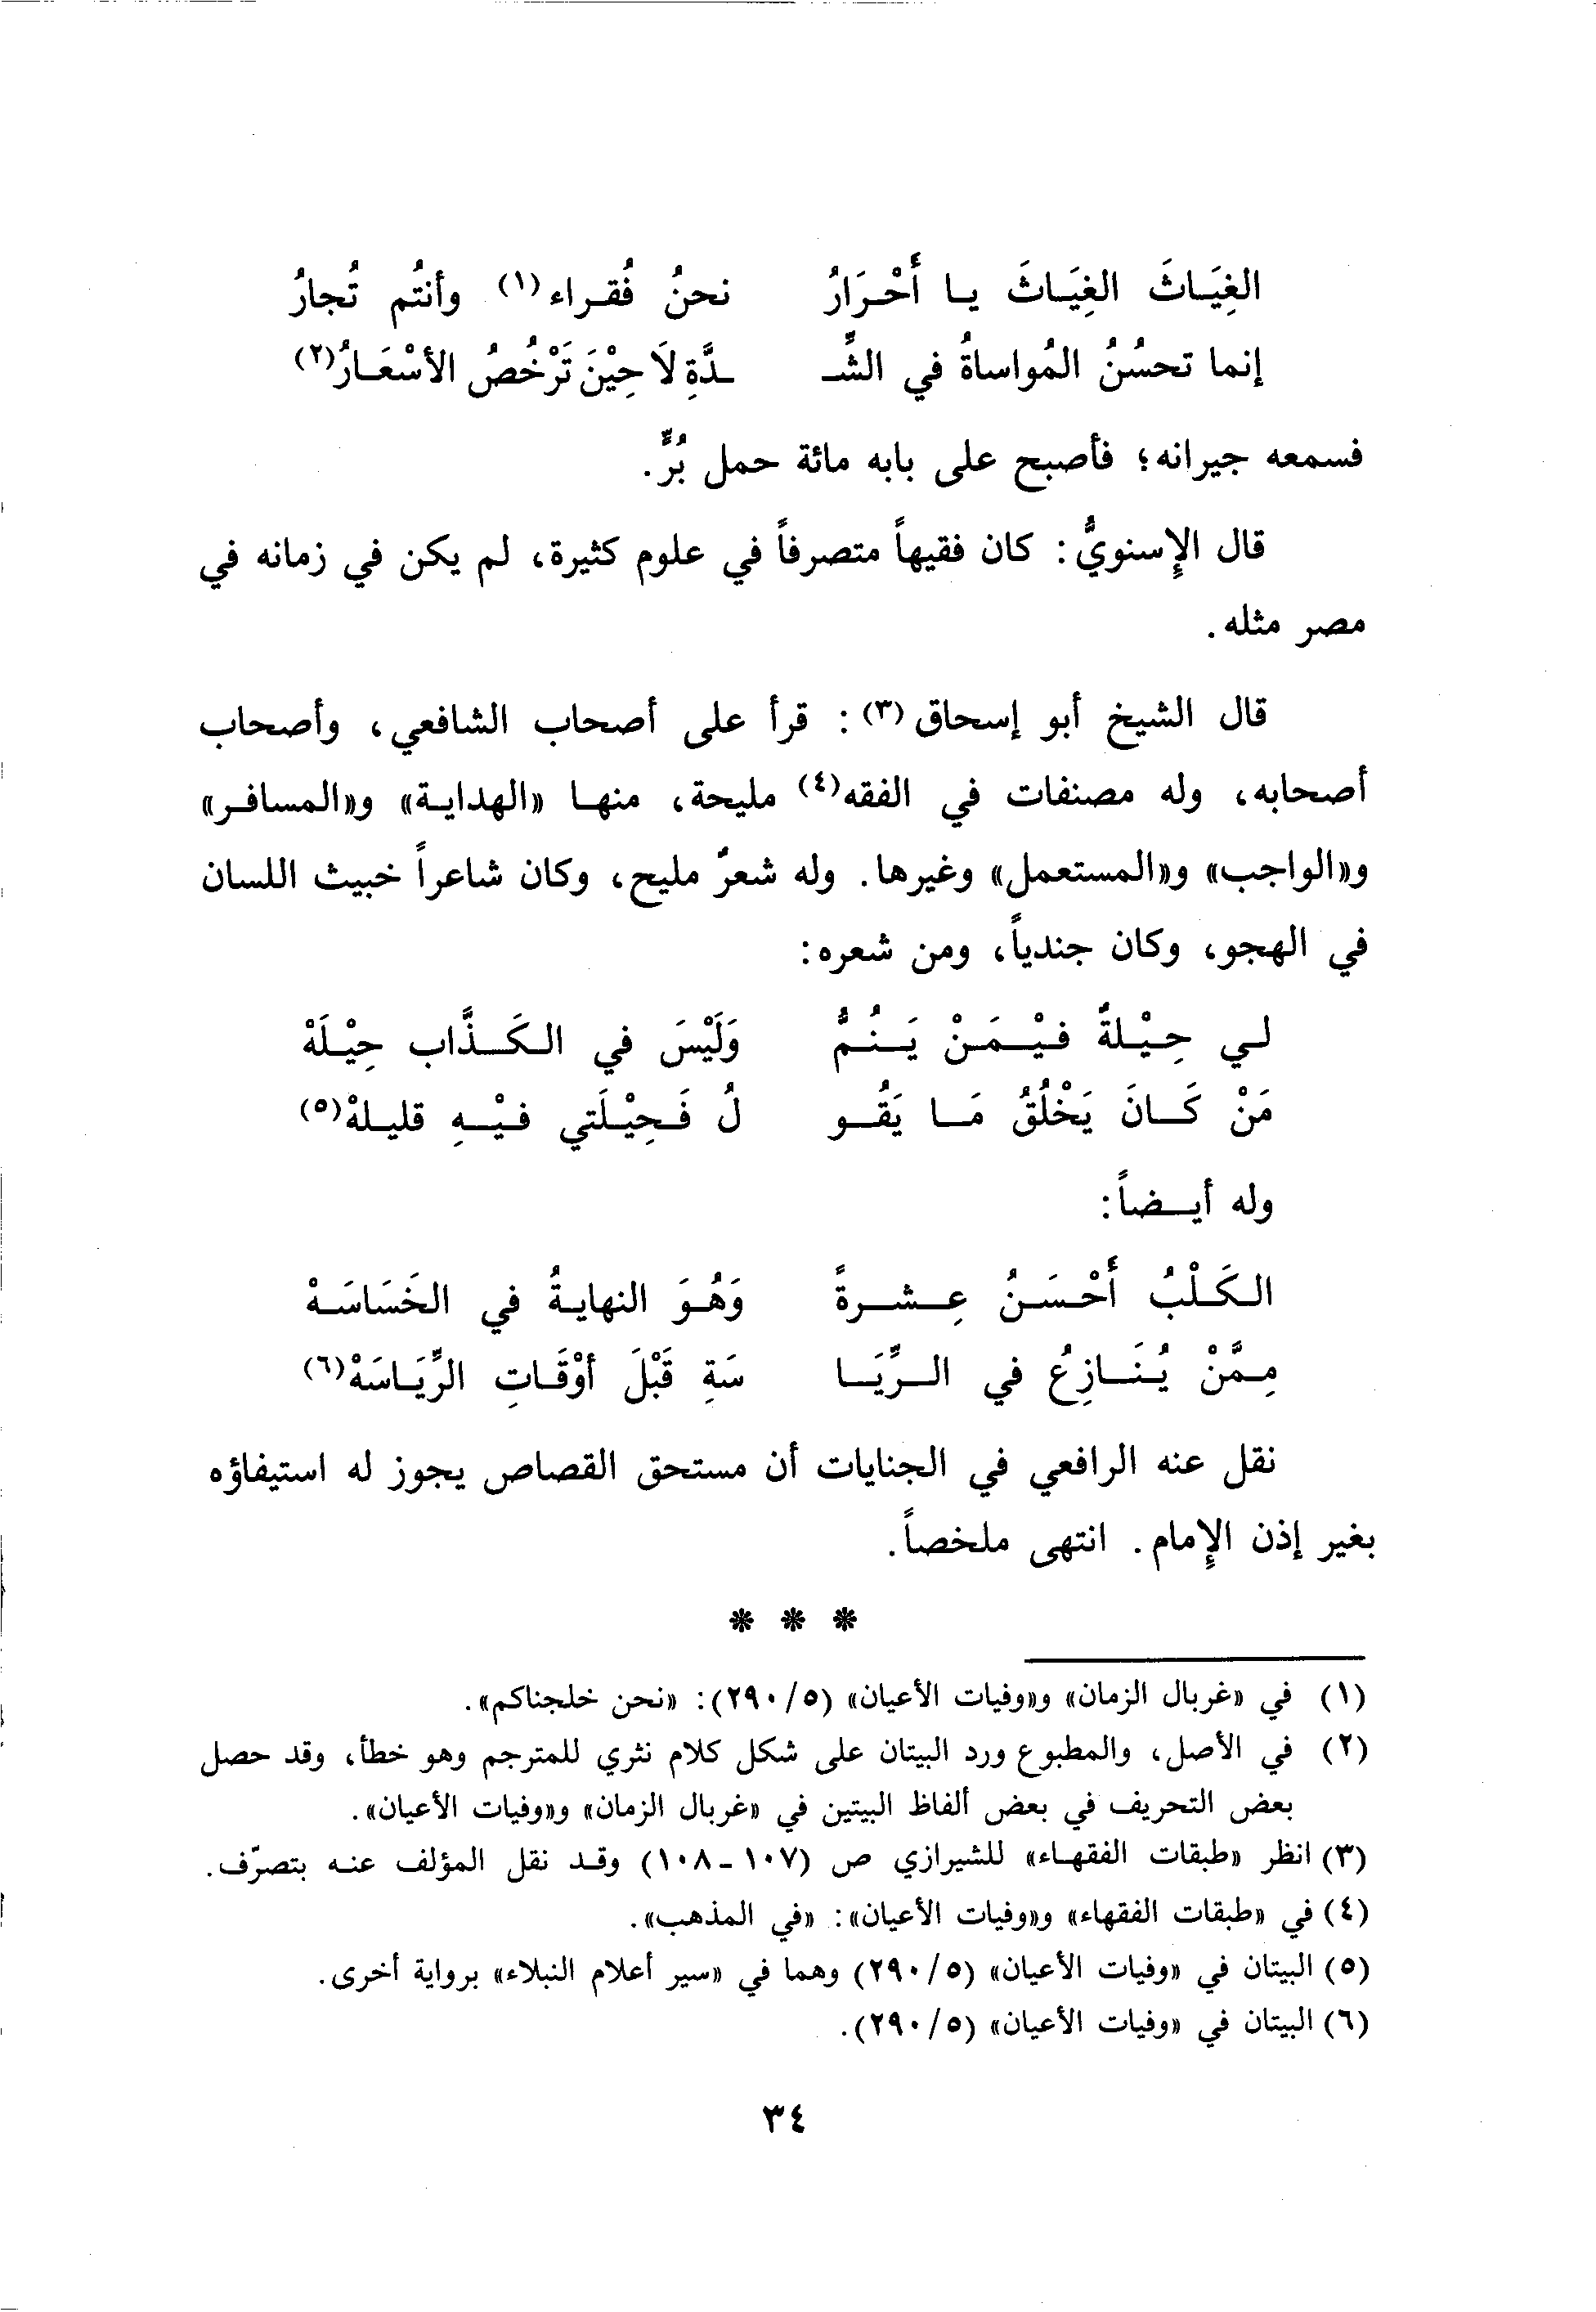 الغِيَاثَ الغِيَاثَ يا أَحْرَارُ نحنُ فُقراء(١) وأنتُم تُجارُ
إنما تحسُنُ المُواساةُ في الشِّـ ـدَّةِ لَا حِيْنَ تَرْخُصُ الأسْعَارُ(٢)
فسمعه جيرانه؛ فأصبح على بابه مائة حمل بُرٍّ.
قال الإسنويُّ: كان فقيهاً متصرفاً في علوم كثيرة، لم يكن في زمانه في
مصر مثله.
قال الشيخ أبو إسحاق(٣): قرأ على أصحاب الشافعي، وأصحاب
أصحابه، وله مصنفات في الفقه(٤) مليحة، منها «الهداية» و«المسافر»
و«الواجب» و«المستعمل» وغيرها. وله شعرٌ مليح، وكان شاعراً خبيث اللسان
في الهجو، وكان جندياً، ومن شعره:
لي حِيْلةٌ فيْمَنْ يَنُمُّ وَلَيْسَ في الكَذَّاب حِيْلَهْ
مَنْ كَانَ يَخْلُقُ مَا يَقُو لُ فَحِيْلَتي فيْهِ قليلهْ(٥)
وله أيضاً:
الكَلْبُ أَحْسَنُ عِشرةً وَهُوَ النهايةُ في الخَسَاسَهْ
مِمَّنْ يُنَازِعُ في الرِّيَا سَةِ قَبْلَ أوْقَاتِ الرِّيَاسَهْ(٦)
نقل عنه الرافعي في الجنايات أن مستحق القصاص يجوز له استيفاؤه
بغير إذن الإمام. انتهى ملخصاً.
* * *
(١) في «غربال الزمان» و«وفيات الأعيان» (٥/ ٢٩٠): «نحن خلجناكم».
(٢) في الأصل، والمطبوع ورد البيتان على شكل كلام نثري للمترجم وهو خطأ، وقد حصل
بعض التحريف في بعض ألفاظ البيتين في «غربال الزمان» و«وفيات الأعيان».
(٣) انظر «طبقات الفقهاء» للشيرازي ص (١٠٧ - ١٠٨) وقد نقل المؤلف عنه بتصرّف.
(٤) في «طبقات الفقهاء» و«وفيات الأعيان»: «في المذهب».
(٥) البيتان في «وفيات الأعيان» (٥/ ٢٩٠) وهما في «سير أعلام النبلاء» برواية أخرى.
(٦) البيتان في «وفيات الأعيان» (٥/ ٢٩٠).
٣٤